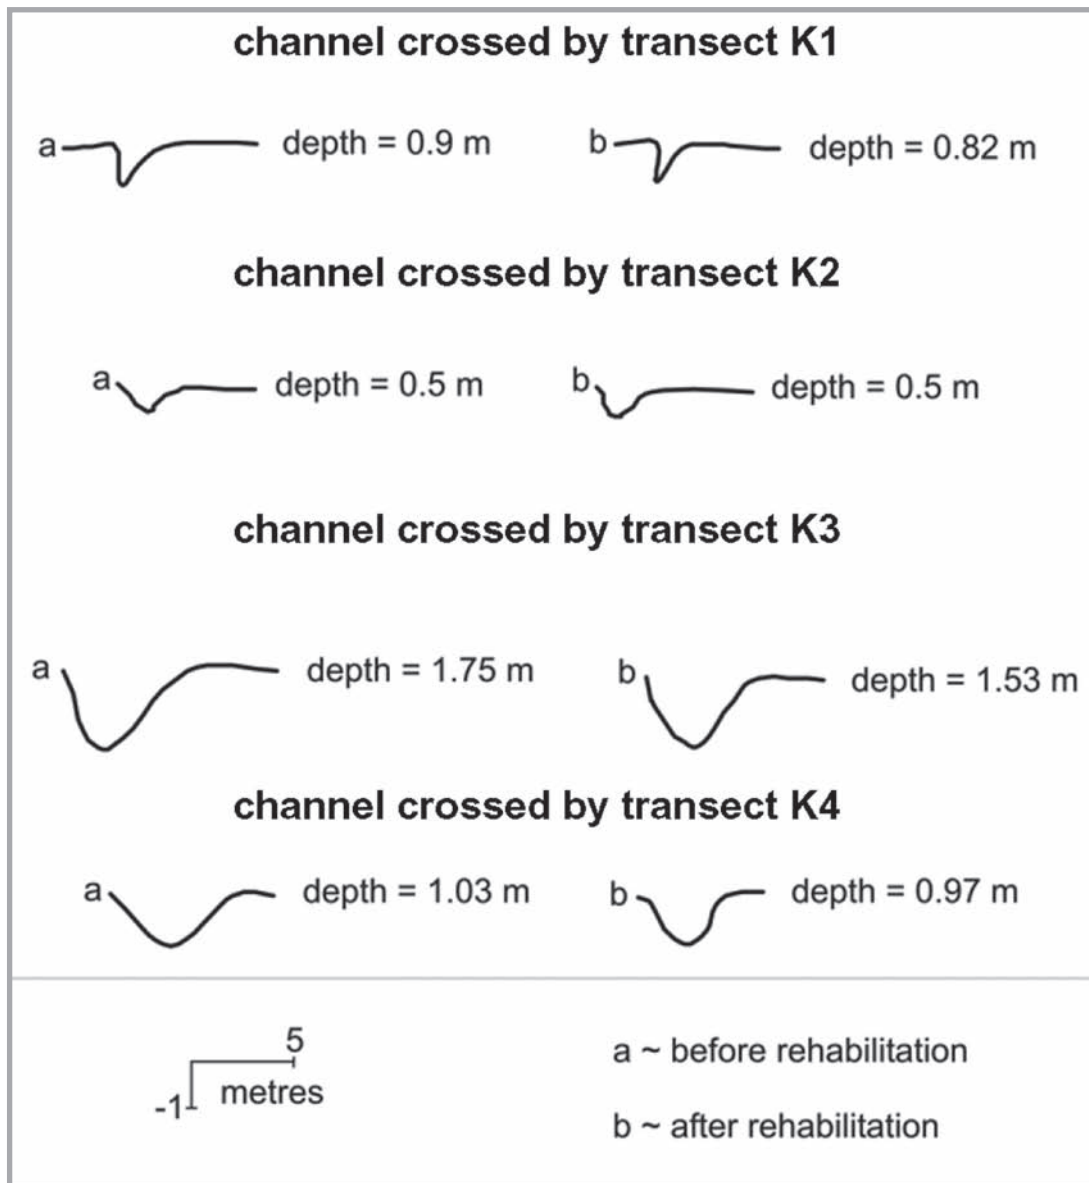 channel crossed by transect K1
a depth = 0.9 m b depth = 0.82 m
channel crossed by transect K2
a depth = 0.5 m b depth = 0.5 m
channel crossed by transect K3
a depth = 1.75 m b depth = 1.53 m
channel crossed by transect K4
a depth = 1.03 m b depth = 0.97 m
5
-1 metres
a ~ before rehabilitation
b ~ after rehabilitation